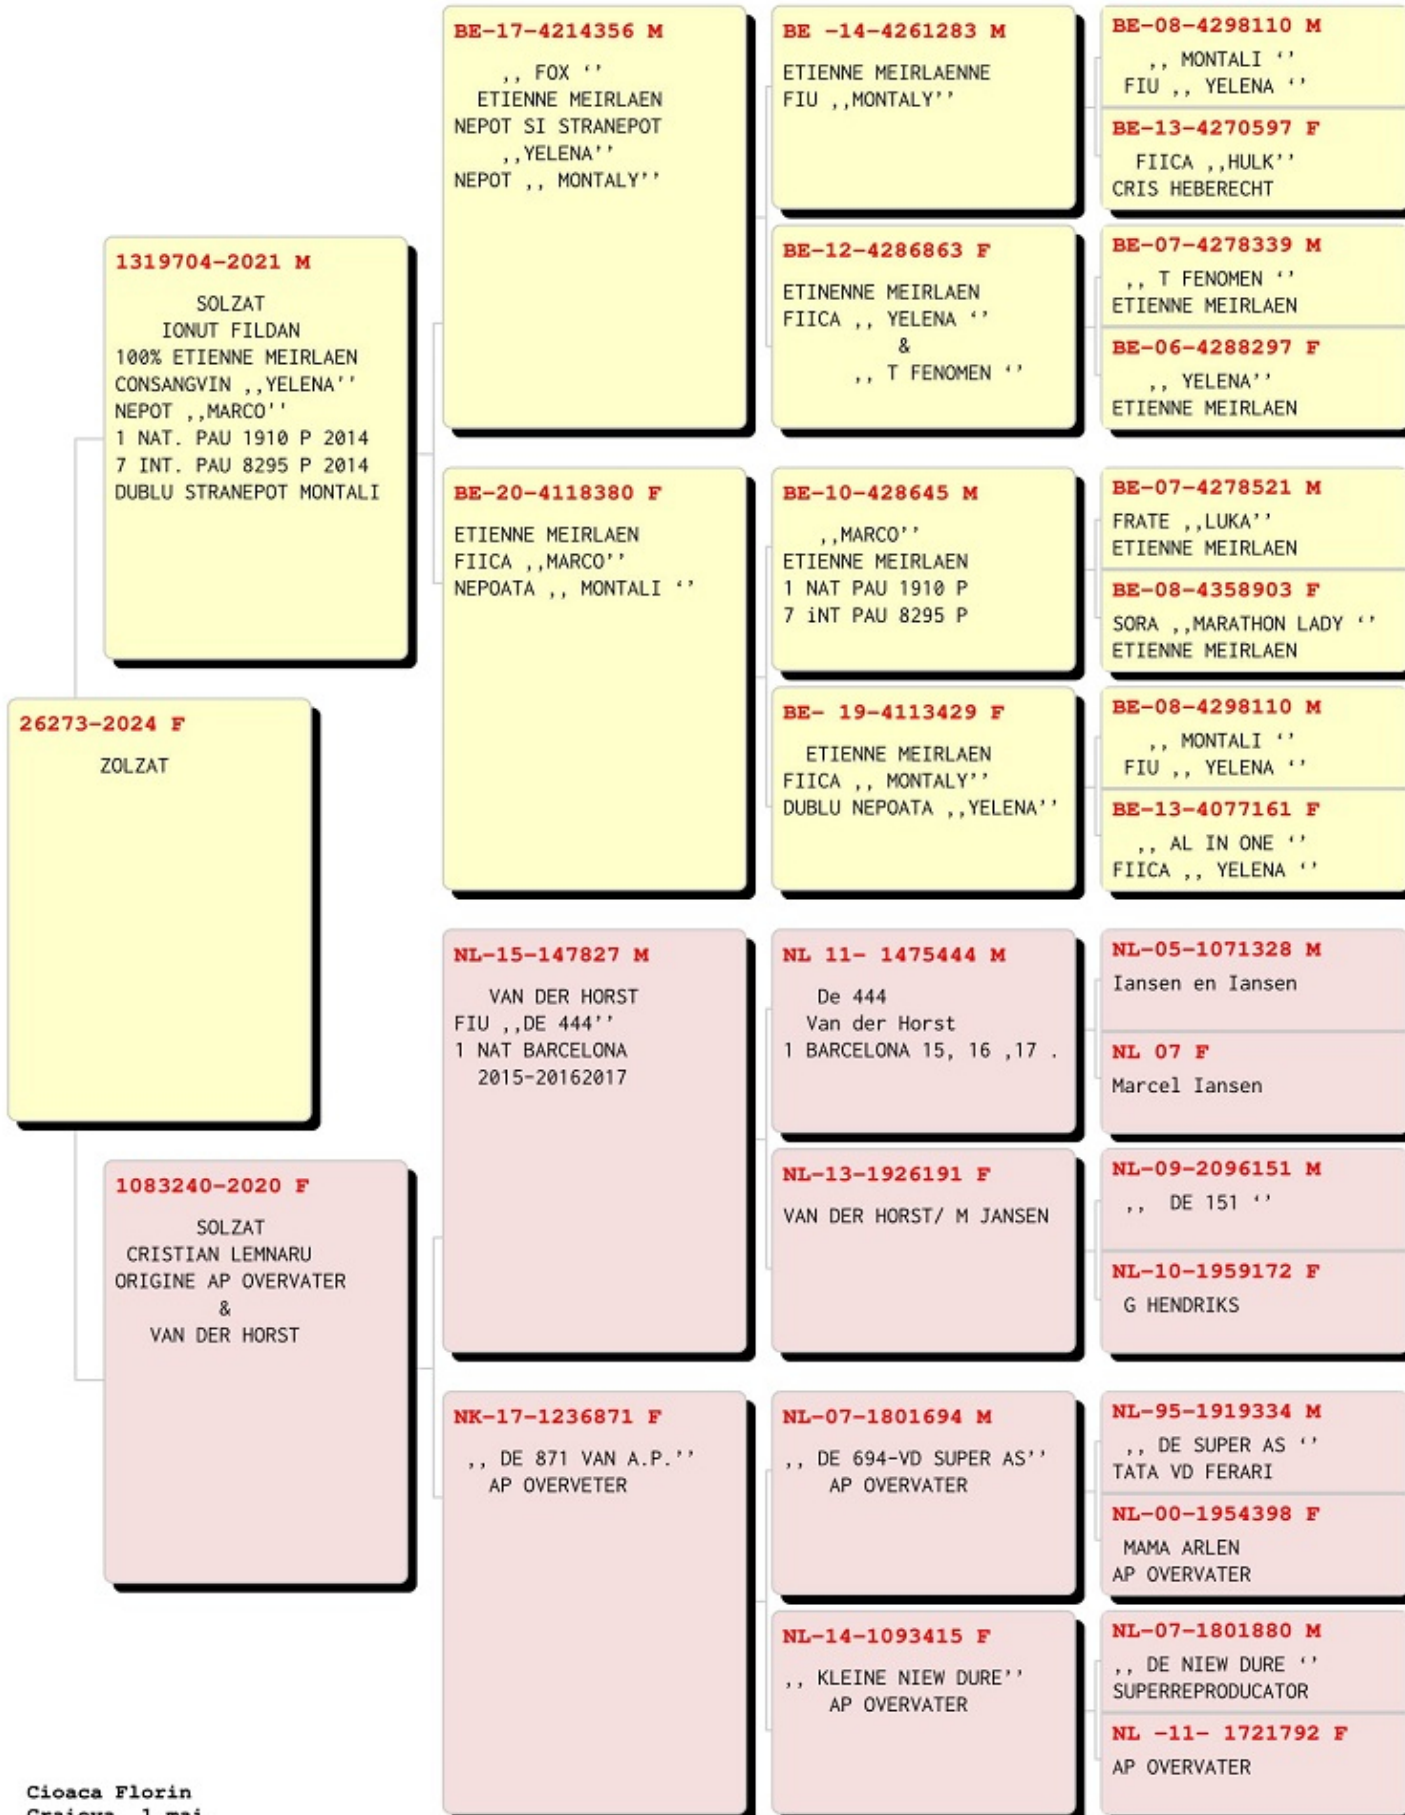 BE-17-4214356 M
,, FOX ‘’
ETIENNE MEIRLAEN
NEPOT SI STRANEPOT
,,YELENA’’
NEPOT ,, MONTALY’’
BE -14-4261283 M
ETIENNE MEIRLAENNE
FIU ,,MONTALY’’
BE-08-4298110 M
,, MONTALI ‘’
FIU ,, YELENA ‘’
BE-13-4270597 F
FIICA ,,HULK’’
CRIS HEBERECHT
BE-12-4286863 F
ETINENNE MEIRLAEN
FIICA ,, YELENA ‘’
&
,, T FENOMEN ‘’
BE-07-4278339 M
,, T FENOMEN ‘’
ETIENNE MEIRLAEN
BE-06-4288297 F
,, YELENA’’
ETIENNE MEIRLAEN
1319704-2021 M
SOLZAT
IONUT FILDAN
100% ETIENNE MEIRLAEN
CONSANGVIN ,,YELENA’’
NEPOT ,,MARCO''
1 NAT. PAU 1910 P 2014
7 INT. PAU 8295 P 2014
DUBLU STRANEPOT MONTALI
BE-20-4118380 F
ETIENNE MEIRLAEN
FIICA ,,MARCO’’
NEPOATA ,, MONTALI ‘’
BE-10-428645 M
,,MARCO’’
ETIENNE MEIRLAEN
1 NAT PAU 1910 P
7 iNT PAU 8295 P
BE-07-4278521 M
FRATE ,,LUKA’’
ETIENNE MEIRLAEN
BE-08-4358903 F
SORA ,,MARATHON LADY ‘’
ETIENNE MEIRLAEN
BE- 19-4113429 F
ETIENNE MEIRLAEN
FIICA ,, MONTALY’’
DUBLU NEPOATA ,,YELENA’’
BE-08-4298110 M
,, MONTALI ‘’
FIU ,, YELENA ‘’
BE-13-4077161 F
,, AL IN ONE ‘’
FIICA ,, YELENA ‘’
26273-2024 F
ZOLZAT
NL-15-147827 M
VAN DER HORST
FIU ,,DE 444’’
1 NAT BARCELONA
2015-20162017
NL 11- 1475444 M
De 444
Van der Horst
1 BARCELONA 15, 16 ,17 .
NL-05-1071328 M
Iansen en Iansen
NL 07 F
Marcel Iansen
NL-13-1926191 F
VAN DER HORST/ M JANSEN
NL-09-2096151 M
,, DE 151 ‘’
NL-10-1959172 F
G HENDRIKS
1083240-2020 F
SOLZAT
CRISTIAN LEMNARU
ORIGINE AP OVERVATER
&
VAN DER HORST
NK-17-1236871 F
,, DE 871 VAN A.P.’’
AP OVERVETER
NL-07-1801694 M
,, DE 694-VD SUPER AS’’
AP OVERVATER
NL-95-1919334 M
,, DE SUPER AS ‘’
TATA VD FERARI
NL-00-1954398 F
MAMA ARLEN
AP OVERVATER
NL-14-1093415 F
,, KLEINE NIEW DURE’’
AP OVERVATER
NL-07-1801880 M
,, DE NIEW DURE ‘’
SUPERREPRODUCATOR
NL -11- 1721792 F
AP OVERVATER
Cioaca Florin
Craiova, 1 mai